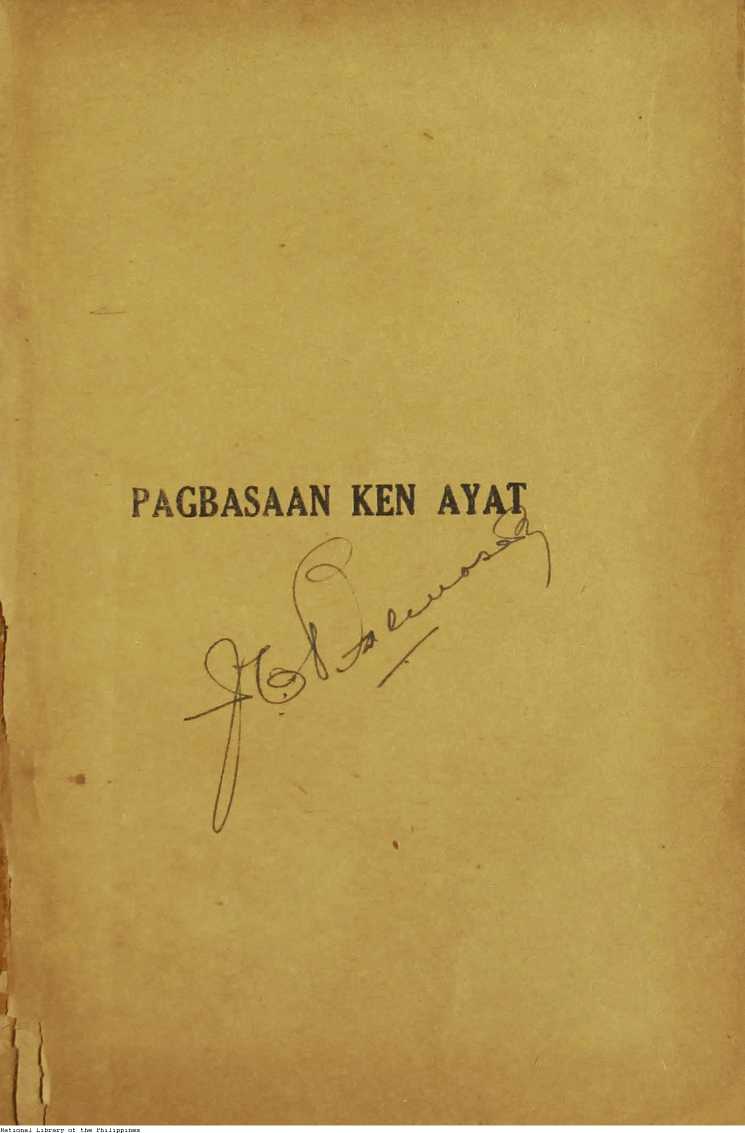 PAGBASAAN KEN AYAT
National Library of the Philippines